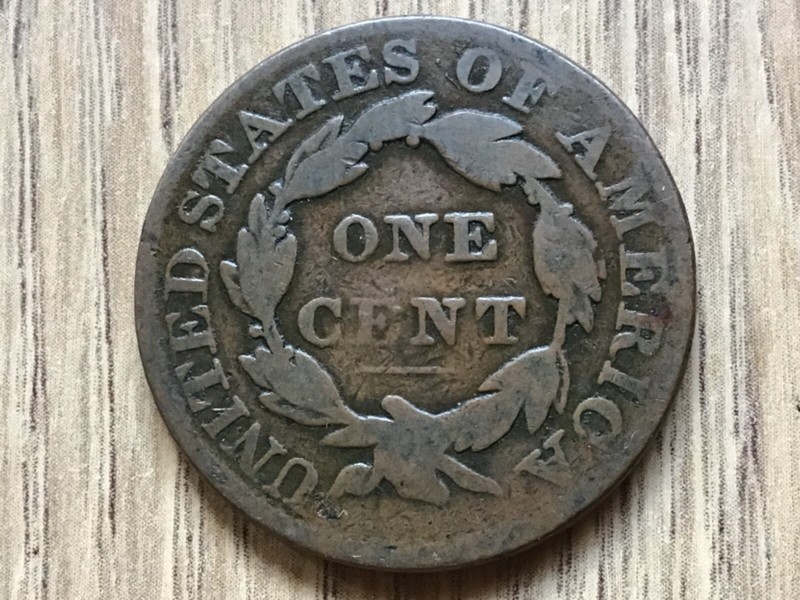 UNITED STATES OF AMERICA
ONE
CENT